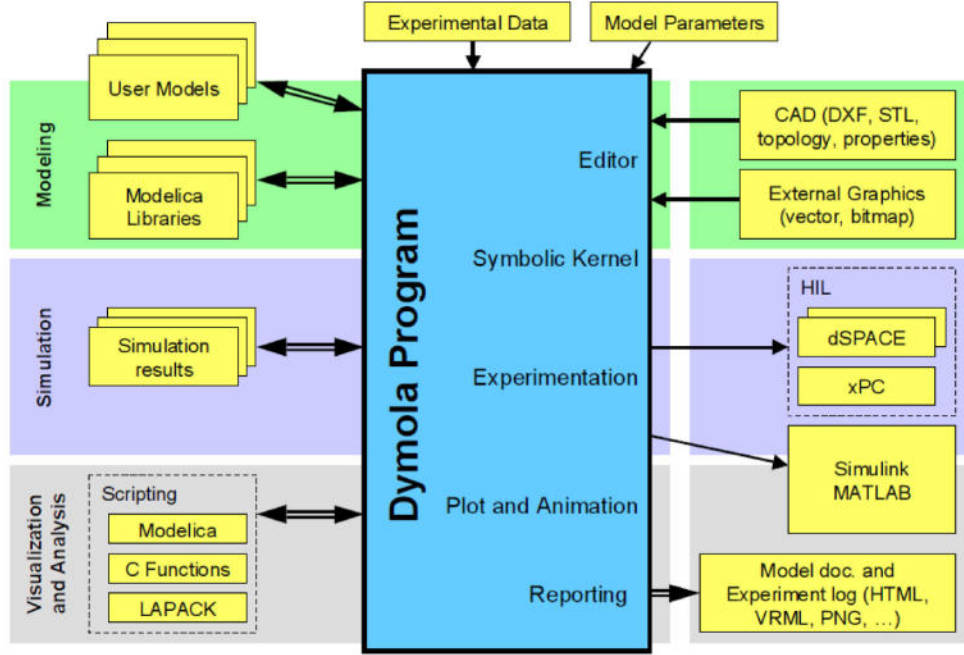 Experimental Data
Model Parameters
User Models
Modelica
Libraries
Modeling
Simulation
results
Simulation
Scripting
Modelica
C Functions
LAPACK
Visualization
and Analysis
Dymola Program
Editor
Symbolic Kernel
Experimentation
Plot and Animation
Reporting
CAD (DXF, STL,
topology, properties)
External Graphics
(vector, bitmap)
HIL
dSPACE
xPC
Simulink
MATLAB
Model doc. and
Experiment log (HTML,
VRML, PNG, ...)